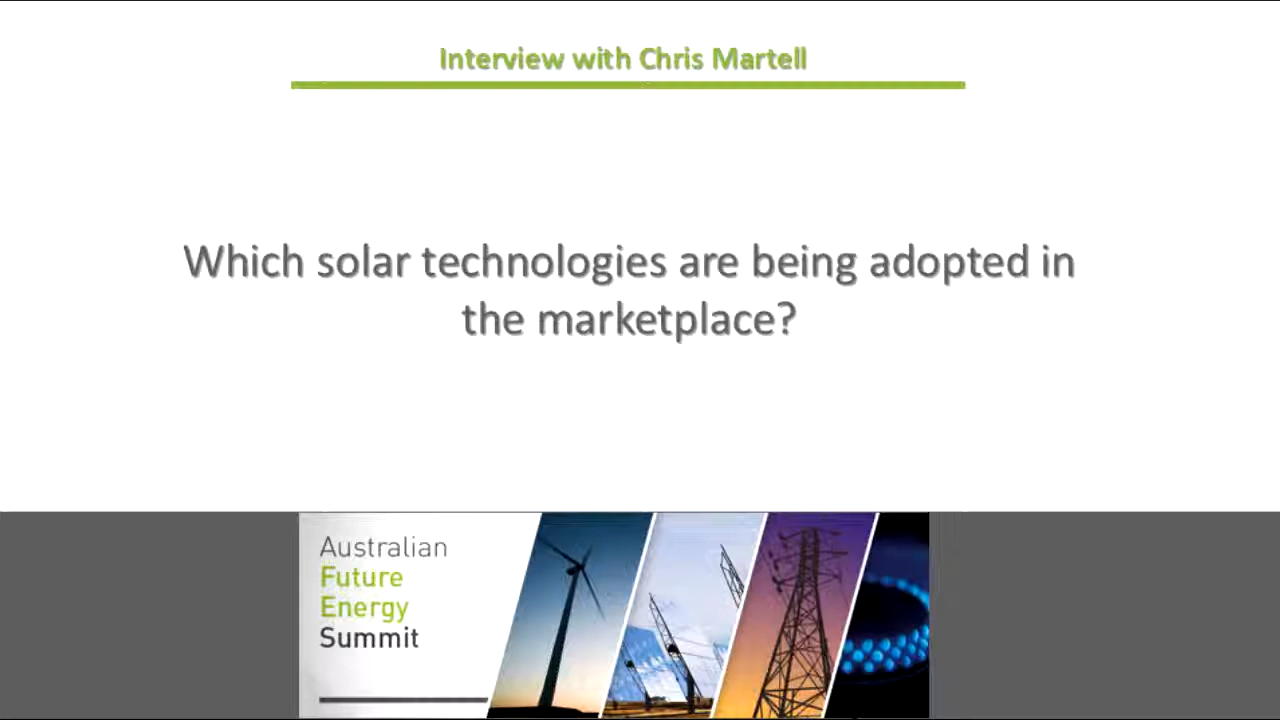 Interview with Chris Martell
Which solar technologies are being adopted in
the marketplace?
Australian
Future
Energy
Summit